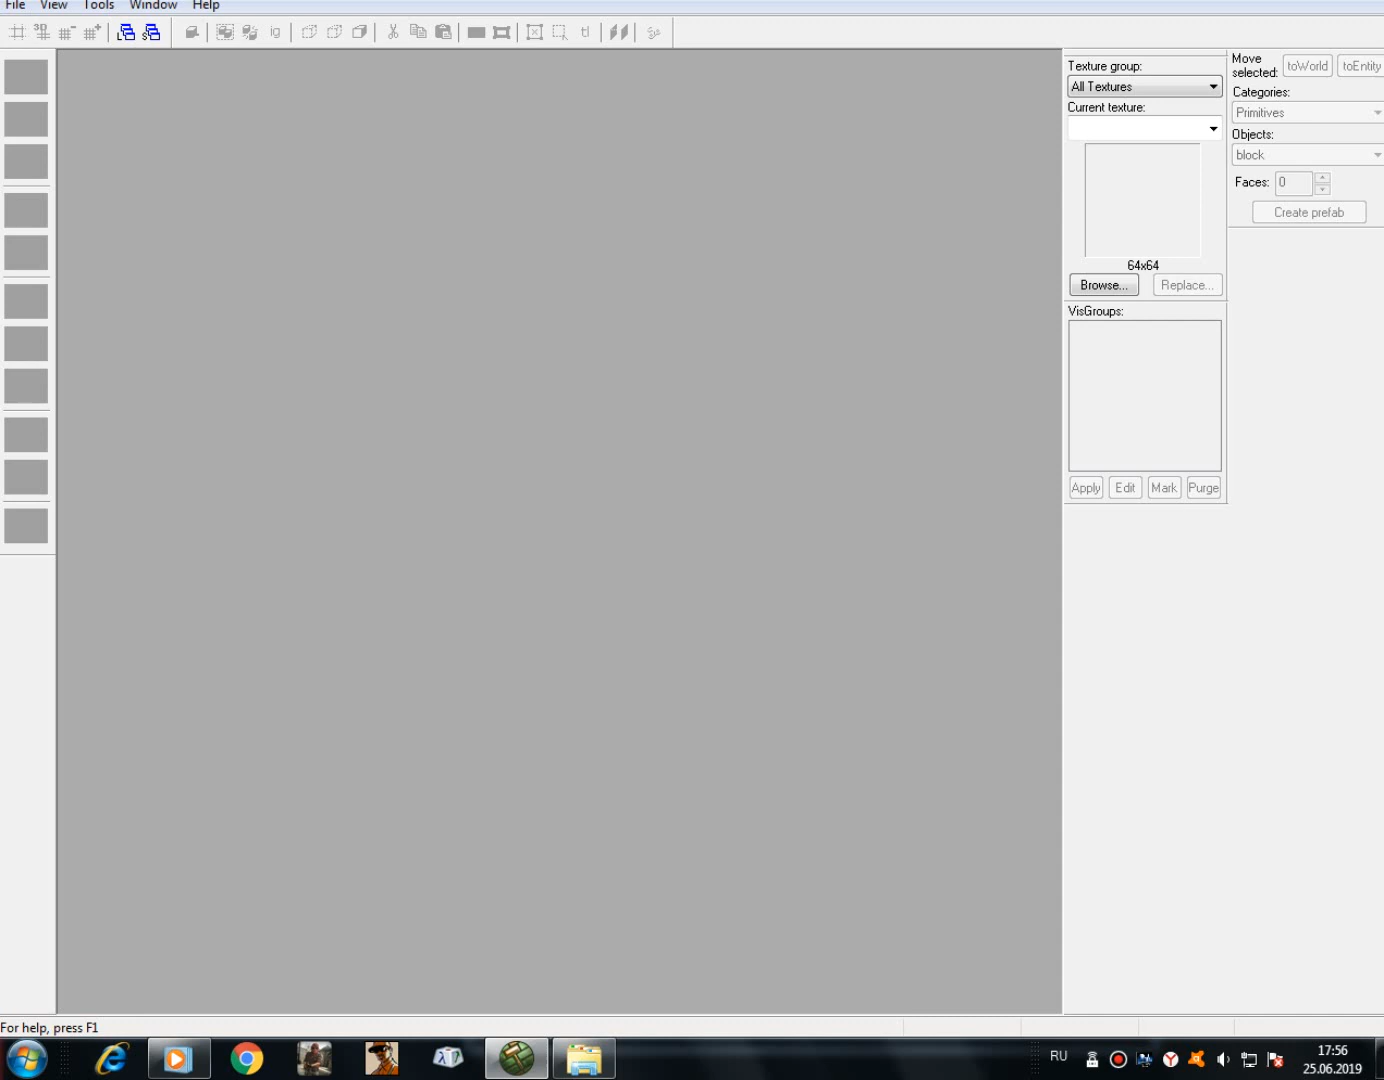 File View Tools Window Help
Texture group:
All Textures
Current texture:
64x64
Browse... Replace...
VisGroups:
Apply Edit Mark Purge
Move
selected: toWorld toEntity
Categories:
Primitives
Objects:
block
Faces: 0
Create prefab
For help, press F1
RU
17:56
25.06.2019